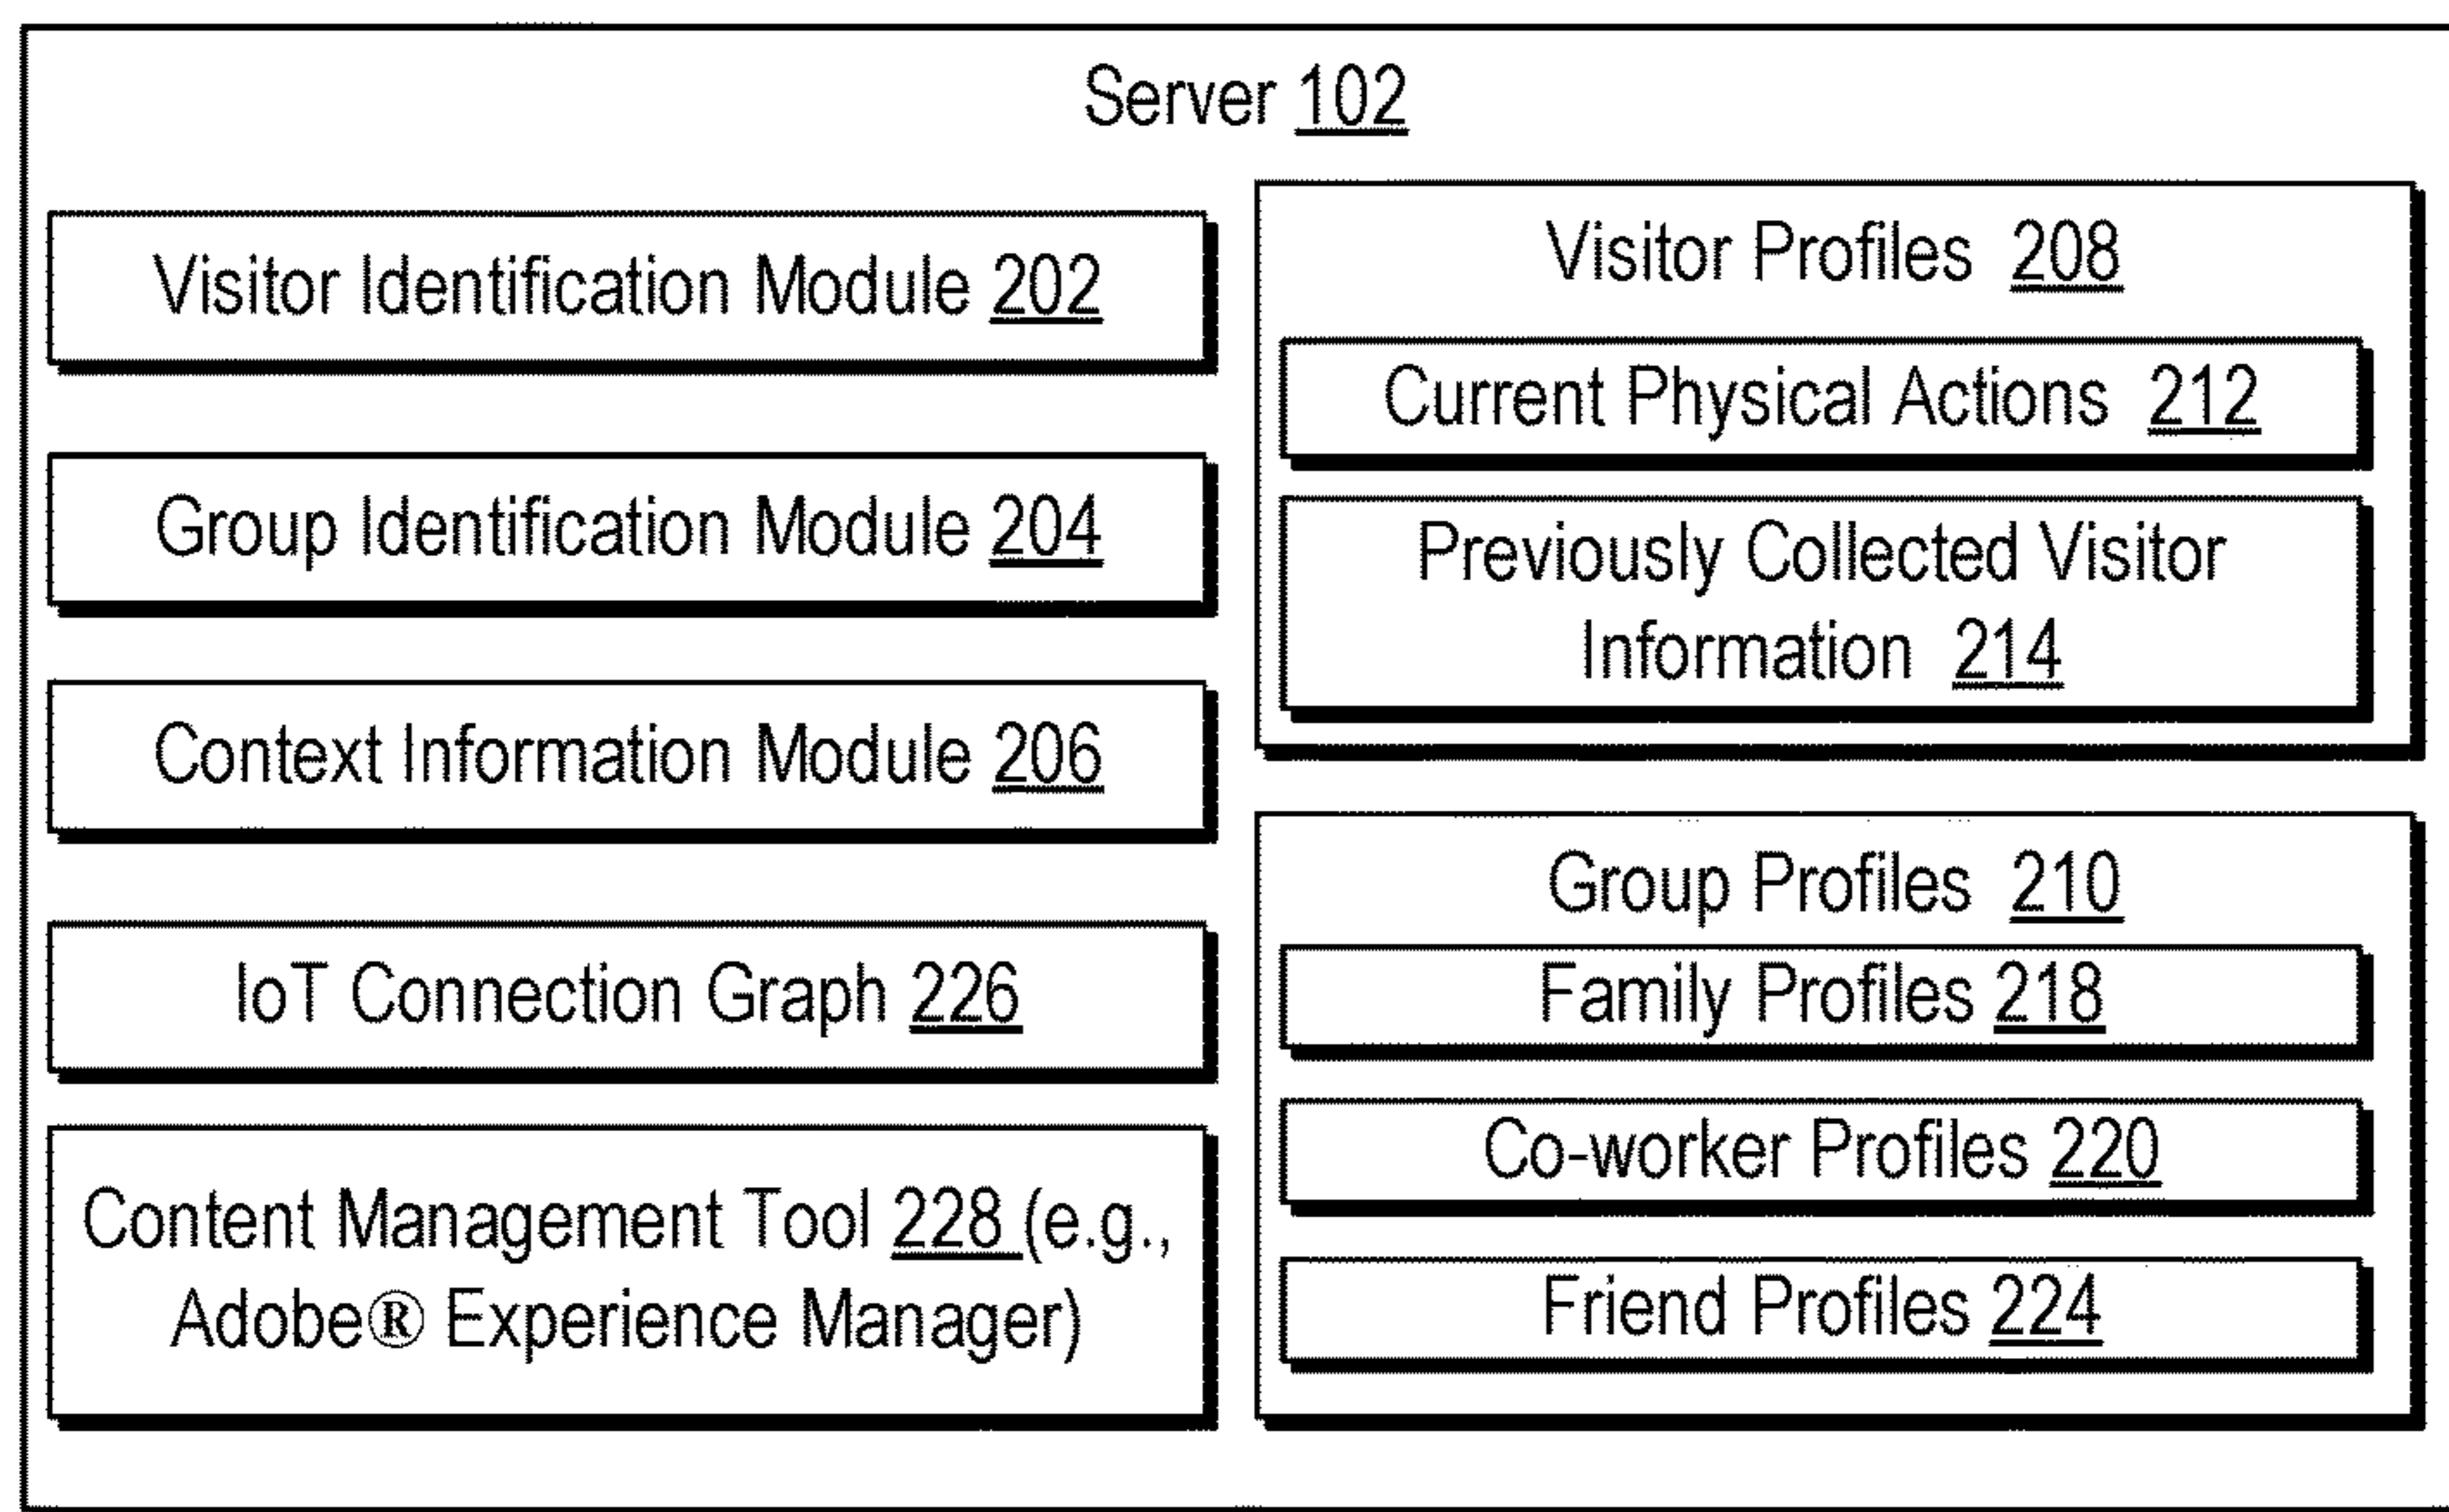 Server 102
Visitor Identification Module 202
Group Identification Module 204
Context Information Module 206
IoT Connection Graph 226
Content Management Tool 228 (e.g.,
Adobe® Experience Manager)
Visitor Profiles 208
Current Physical Actions 212
Previously Collected Visitor
Information 214
Group Profiles 210
Family Profiles 218
Co-worker Profiles 220
Friend Profiles 224